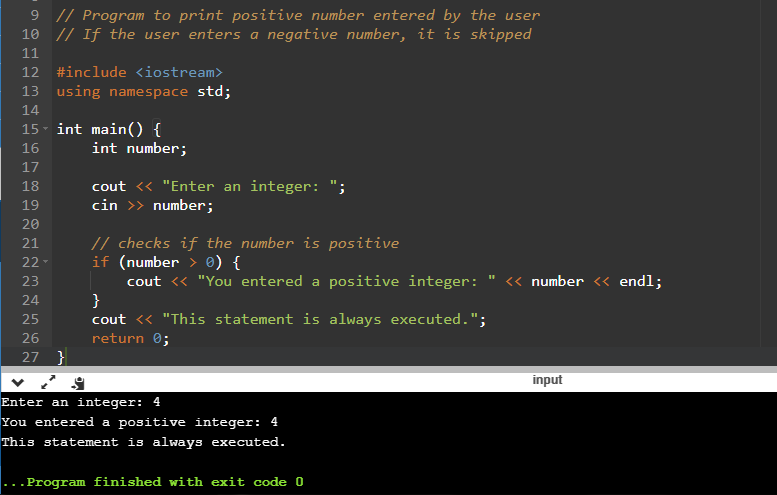 9 // Program to print positive number entered by the user
10 // If the user enters a negative number, it is skipped
11
12 #include <iostream>
13 using namespace std;
14
15 int main() {
16     int number;
17
18     cout << "Enter an integer: ";
19     cin >> number;
20
21     // checks if the number is positive
22     if (number > 0) {
23         cout << "You entered a positive integer: " << number << endl;
24     }
25     cout << "This statement is always executed.";
26     return 0;
27 }
input
Enter an integer: 4
You entered a positive integer: 4
This statement is always executed.
...Program finished with exit code 0